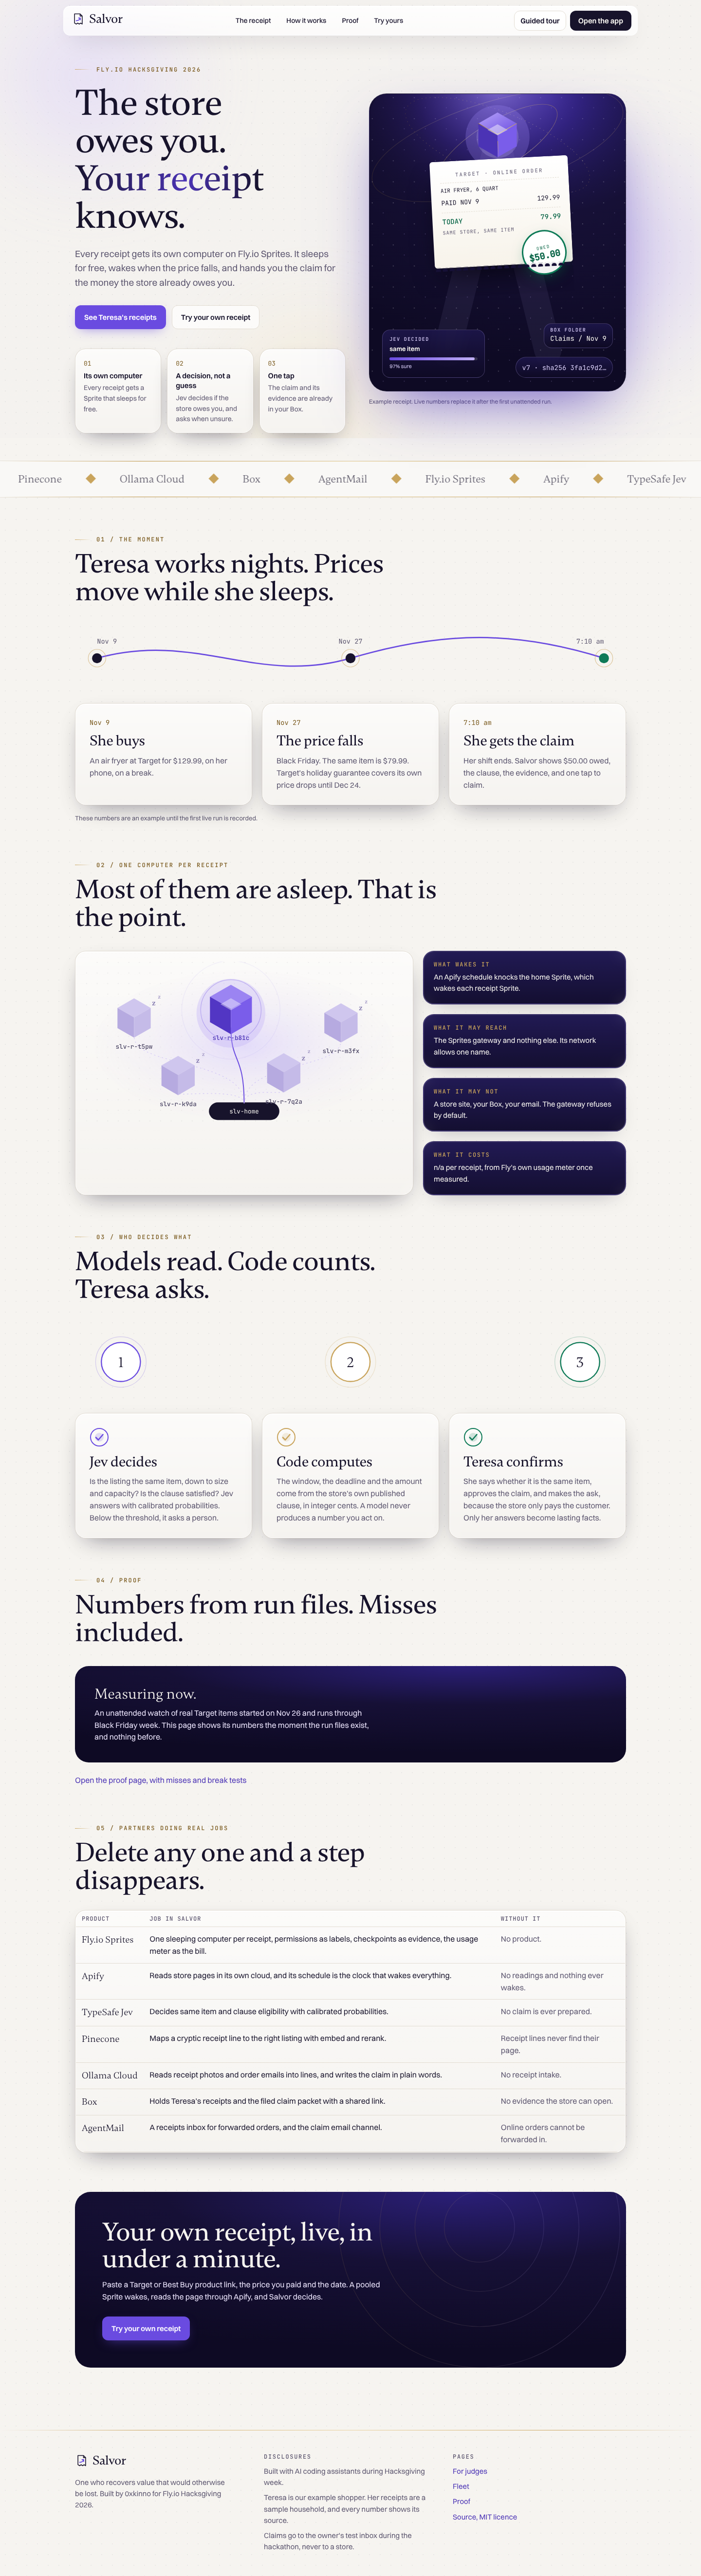 Salvor
The receipt
How it works
Proof
Try yours
Guided tour
Open the app
FLY.IO HACKSGIVING 2026
The store
owes you.
Your receipt
knows.
Every receipt gets its own computer on Fly.io Sprites. It sleeps
for free, wakes when the price falls, and hands you the claim for
the money the store already owes you.
See Teresa's receipts
Try your own receipt
01
Its own computer
Every receipt gets a
Sprite that sleeps for
free.
02
A decision, not a
guess
Jev decides if the
store owes you, and
asks when unsure.
03
One tap
The claim and its
evidence are already
in your Box.
TARGET · ONLINE ORDER
AIR FRYER, 6 QUART
PAID NOV 9
129.99
TODAY
79.99
SAME STORE, SAME ITEM
OWED
$50.00
JEV DECIDED
same item
97% sure
BOX FOLDER
Claims / Nov 9
v7 · sha256 3fa1c9d2…
Example receipt. Live numbers replace it after the first unattended run.
Pinecone
Ollama Cloud
Box
AgentMail
Fly.io Sprites
Apify
TypeSafe Jev
01 / THE MOMENT
Teresa works nights. Prices
move while she sleeps.
Nov 9
Nov 27
7:10 am
Nov 9
She buys
An air fryer at Target for $129.99, on her
phone, on a break.
Nov 27
The price falls
Black Friday. The same item is $79.99.
Target's holiday guarantee covers its own
price drops until Dec 24.
7:10 am
She gets the claim
Her shift ends. Salvor shows $50.00 owed,
the clause, the evidence, and one tap to
claim.
These numbers are an example until the first live run is recorded.
02 / ONE COMPUTER PER RECEIPT
Most of them are asleep. That is
the point.
z
z
slv-r-t5pw
slv-r-b81c
z
z
slv-r-m3fx
z
z
slv-r-k9da
z
z
slv-r-7q2a
slv-home
WHAT WAKES IT
An Apify schedule knocks the home Sprite, which
wakes each receipt Sprite.
WHAT IT MAY REACH
The Sprites gateway and nothing else. Its network
allows one name.
WHAT IT MAY NOT
A store site, your Box, your email. The gateway refuses
by default.
WHAT IT COSTS
n/a per receipt, from Fly's own usage meter once
measured.
03 / WHO DECIDES WHAT
Models read. Code counts.
Teresa asks.
1
2
3
Jev decides
Is the listing the same item, down to size
and capacity? Is the clause satisfied? Jev
answers with calibrated probabilities.
Below the threshold, it asks a person.
Code computes
The window, the deadline and the amount
come from the store's own published
clause, in integer cents. A model never
produces a number you act on.
Teresa confirms
She says whether it is the same item,
approves the claim, and makes the ask,
because the store only pays the customer.
Only her answers become lasting facts.
04 / PROOF
Numbers from run files. Misses
included.
Measuring now.
An unattended watch of real Target items started on Nov 26 and runs through
Black Friday week. This page shows its numbers the moment the run files exist,
and nothing before.
Open the proof page, with misses and break tests
05 / PARTNERS DOING REAL JOBS
Delete any one and a step
disappears.
PRODUCT
JOB IN SALVOR
WITHOUT IT
Fly.io Sprites
One sleeping computer per receipt, permissions as labels, checkpoints as evidence, the usage
meter as the bill.
No product.
Apify
Reads store pages in its own cloud, and its schedule is the clock that wakes everything.
No readings and nothing ever
wakes.
TypeSafe Jev
Decides same item and clause eligibility with calibrated probabilities.
No claim is ever prepared.
Pinecone
Maps a cryptic receipt line to the right listing with embed and rerank.
Receipt lines never find their
page.
Ollama Cloud
Reads receipt photos and order emails into lines, and writes the claim in plain words.
No receipt intake.
Box
Holds Teresa's receipts and the filed claim packet with a shared link.
No evidence the store can open.
AgentMail
A receipts inbox for forwarded orders, and the claim email channel.
Online orders cannot be
forwarded in.
Your own receipt, live, in
under a minute.
Paste a Target or Best Buy product link, the price you paid and the date. A pooled
Sprite wakes, reads the page through Apify, and Salvor decides.
Try your own receipt
Salvor
One who recovers value that would otherwise
be lost. Built by 0xkinno for Fly.io Hacksgiving
2026.
DISCLOSURES
Built with AI coding assistants during Hacksgiving
week.
Teresa is our example shopper. Her receipts are a
sample household, and every number shows its
source.
Claims go to the owner's test inbox during the
hackathon, never to a store.
PAGES
For judges
Fleet
Proof
Source, MIT licence